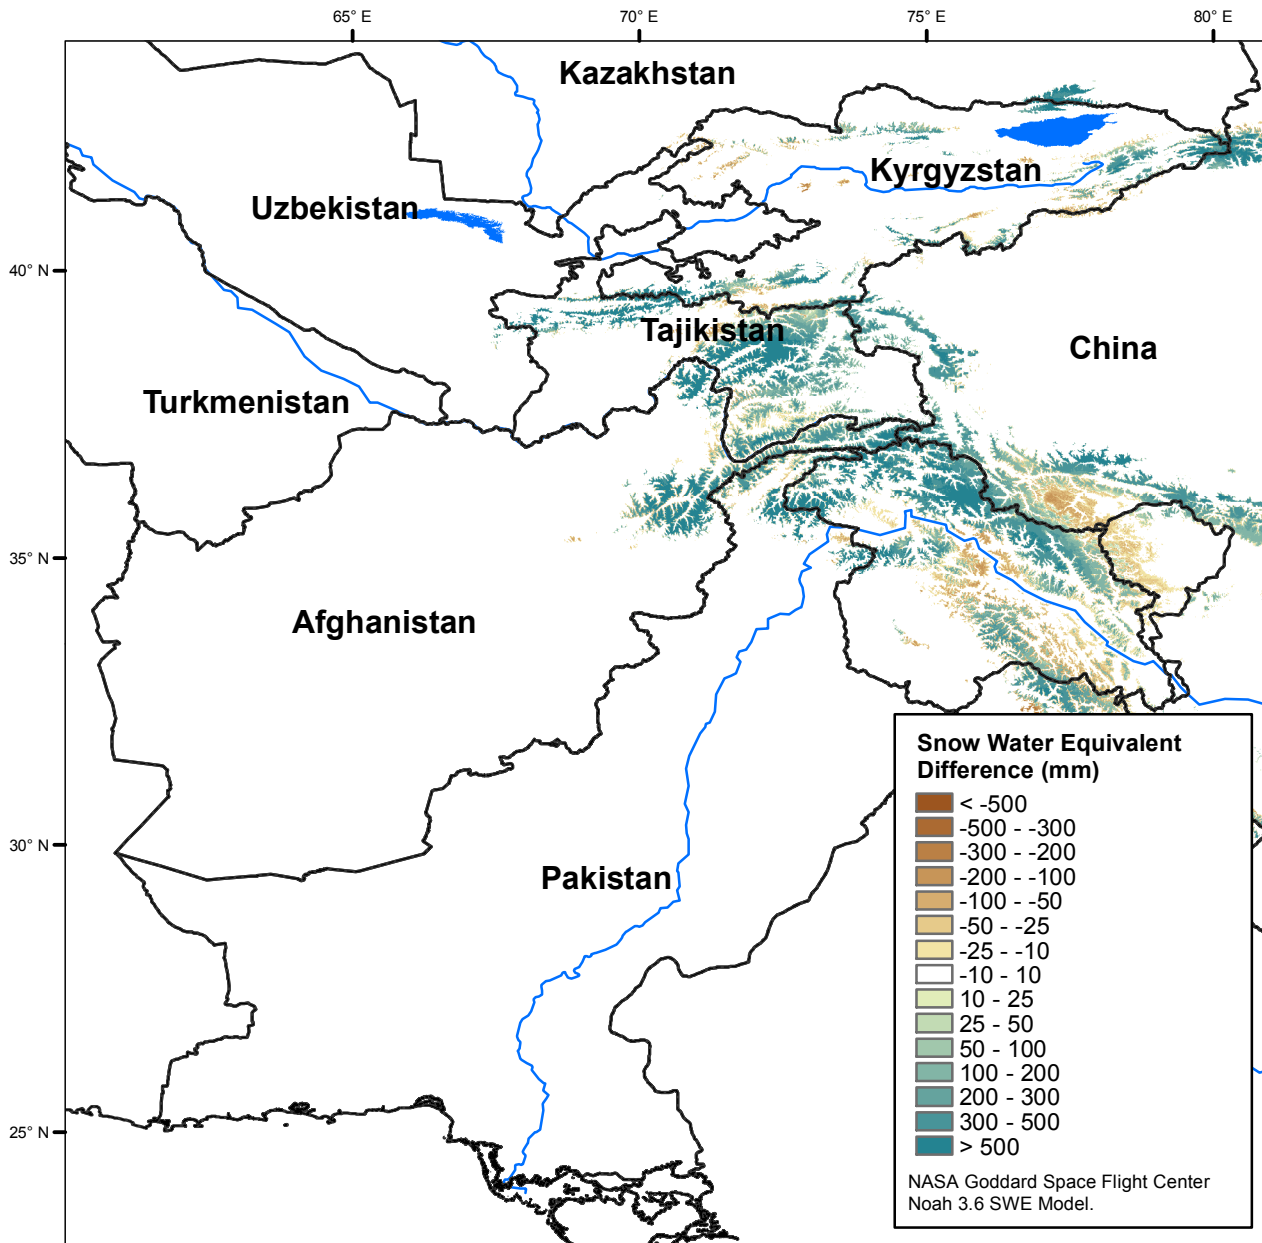 65° E
70° E
75° E
80° E
Kazakhstan
Kyrgyzstan
Uzbekistan
40° N
Tajikistan
China
Turkmenistan
35° N
Afghanistan
Snow Water Equivalent
Difference (mm)
< -500
-500 - -300
-300 - -200
-200 - -100
-100 - -50
-50 - -25
-25 - -10
-10 - 10
10 - 25
25 - 50
50 - 100
100 - 200
200 - 300
300 - 500
> 500
NASA Goddard Space Flight Center
Noah 3.6 SWE Model.
30° N
Pakistan
25° N